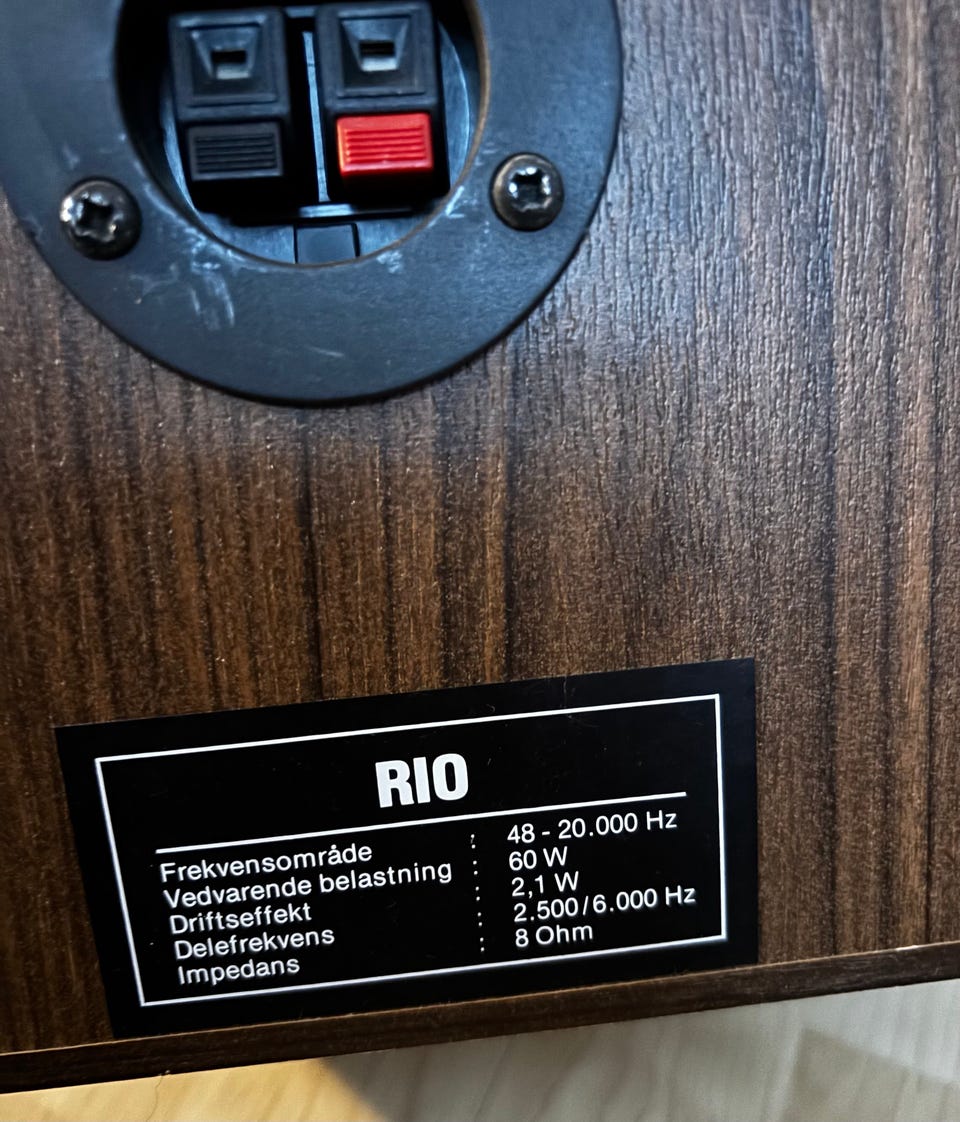 RIO
Frekvensområde : 48 - 20.000 Hz
Vedvarende belastning : 60 W
Driftseffekt : 2,1 W
Delefrekvens : 2.500/6.000 Hz
Impedans : 8 Ohm